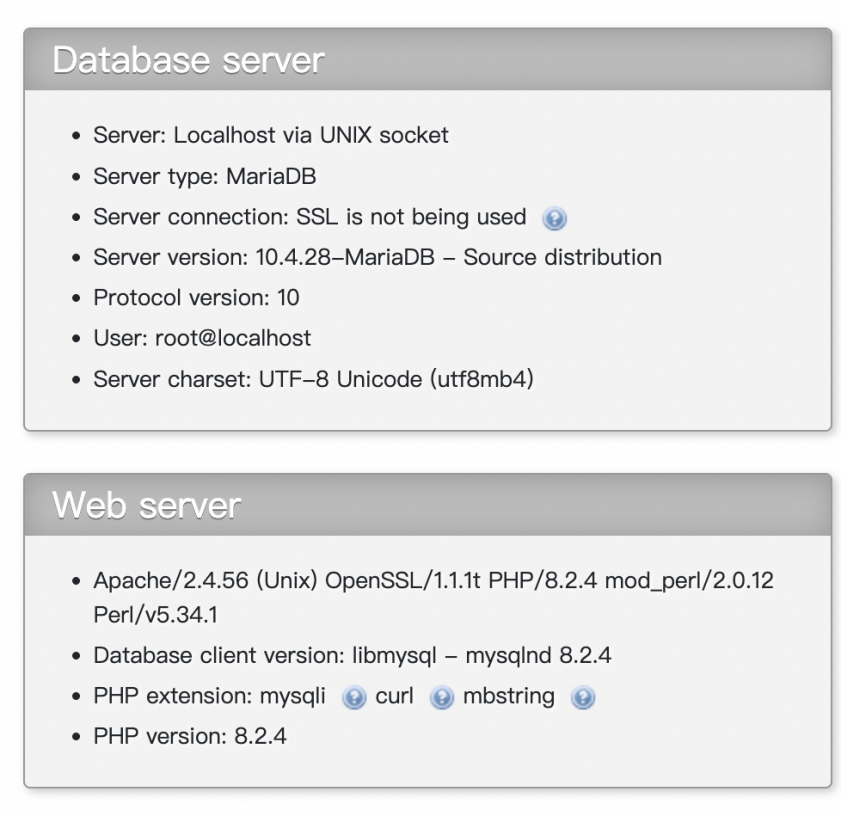 Database server
Server: Localhost via UNIX socket
Server type: MariaDB
Server connection: SSL is not being used
Server version: 10.4.28-MariaDB - Source distribution
Protocol version: 10
User: root@localhost
Server charset: UTF-8 Unicode (utf8mb4)
Web server
Apache/2.4.56 (Unix) OpenSSL/1.1.1t PHP/8.2.4 mod_perl/2.0.12
Perl/v5.34.1
Database client version: libmysql - mysqlnd 8.2.4
PHP extension: mysqli ? curl ? mbstring ?
PHP version: 8.2.4